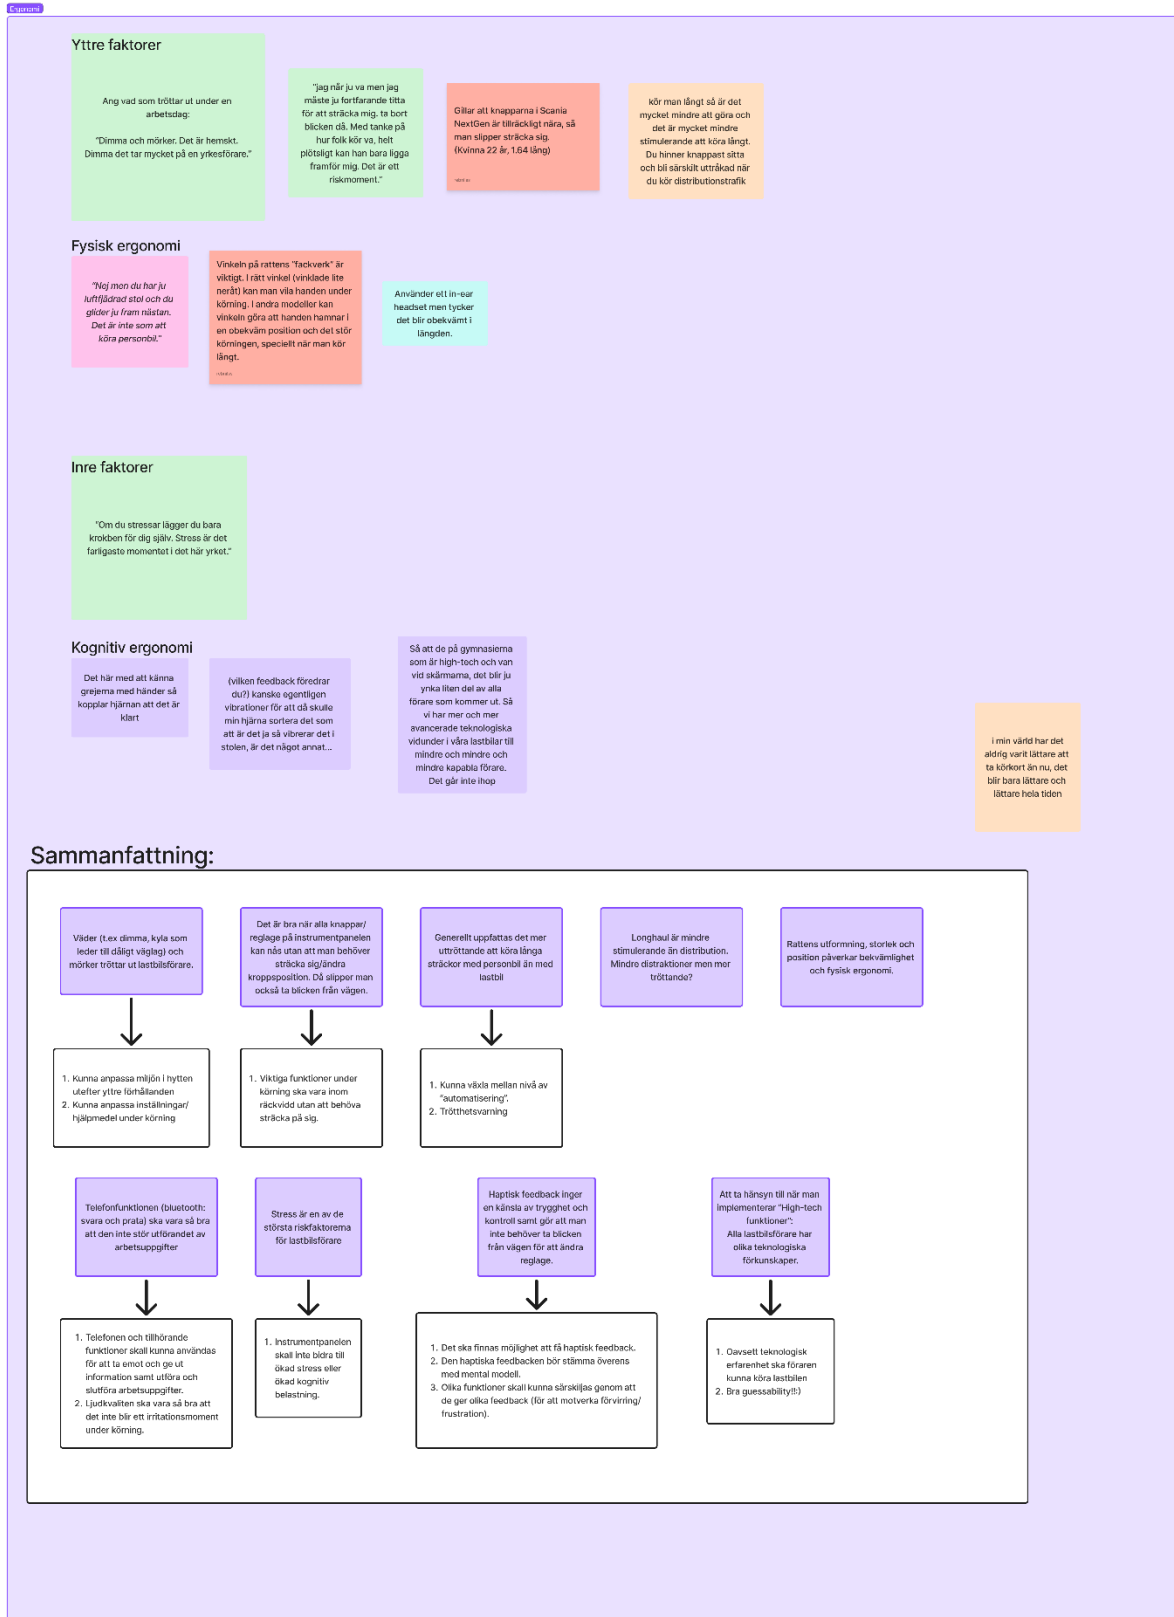 Ergonomi
Yttre faktorer
Ang vad som tröttar ut under en
arbetsdag:
"Dimma och mörker. Det är hemskt.
Dimma det tar mycket på en yrkesförare."
"jag når ju va men jag
måste ju fortfarande titta
för att sträcka mig. ta bort
blicken då. Med tanke på
hur folk kör va, helt
plötsligt kan han bara ligga
framför mig. Det är ett
riskmoment."
Gillar att knapparna i Scania
NextGen är tillräckligt nära, så
man slipper sträcka sig.
(Kvinna 22 år, 1.64 lång)
kör man långt så är det
mycket mindre att göra och
det är mycket mindre
stimulerande att köra långt.
Du hinner knappast sitta
och bli särskilt uttråkad när
du kör distributionstrafik
Fysisk ergonomi
"Nej men du har ju
luftfjädrad stol och du
glider ju fram nästan.
Det är inte som att
köra personbil."
Vinkeln på rattens "fackverk" är
viktigt. I rätt vinkel (vinklade lite
neråt) kan man vila handen under
körning. I andra modeller kan
vinkeln göra att handen hamnar i
en obekväm position och det stör
körningen, speciellt när man kör
långt.
Använder ett in-ear
headset men tycker
det blir obekvämt i
längden.
Inre faktorer
"Om du stressar lägger du bara
krokben för dig själv. Stress är det
farligaste momentet i det här yrket."
Kognitiv ergonomi
Det här med att känna
grejerna med händer så
kopplar hjärnan att det är
klart
(vilken feedback föredrar
du?) kanske egentligen
vibrationer för att då skulle
min hjärna sortera det som
att är det ja så vibrerar det i
stolen, är det något annat...
Så att de på gymnasierna
som är high-tech och van
vid skärmarna, det blir ju
ynka liten del av alla
förare som kommer ut. Så
vi har mer och mer
avancerade teknologiska
vidunder i våra lastbilar till
mindre och mindre och
mindre kapabla förare.
Det går inte ihop
i min värld har det
aldrig varit lättare att
ta körkort än nu, det
blir bara lättare och
lättare hela tiden
Sammanfattning:
Väder (t.ex dimma, kyla som
leder till dåligt väglag) och
mörker tröttar ut lastbilsförare.
Det är bra när alla knappar/
reglage på instrumentpanelen
kan nås utan att man behöver
sträcka sig/ändra
kroppsposition. Då slipper man
också ta blicken från vägen.
Generellt uppfattas det mer
uttröttande att köra långa
sträckor med personbil än med
lastbil
Longhaul är mindre
stimulerande än distribution.
Mindre distraktioner men mer
tröttande?
Rattens utformning, storlek och
position påverkar bekvämlighet
och fysisk ergonomi.
1. Kunna anpassa miljön i hytten
utefter yttre förhållanden
2. Kunna anpassa inställningar/
hjälpmedel under körning
1. Viktiga funktioner under
körning ska vara inom
räckvidd utan att behöva
sträcka på sig.
1. Kunna växla mellan nivå av
"automatisering".
2. Trötthetsvarning
Telefonfunktionen (bluetooth:
svara och prata) ska vara så bra
att den inte stör utförandet av
arbetsuppgifter
Stress är en av de
största riskfaktorerna
för lastbilsförare
Haptisk feedback inger
en känsla av trygghet och
kontroll samt gör att man
inte behöver ta blicken
från vägen för att ändra
reglage.
Att ta hänsyn till när man
implementerar "High-tech
funktioner":
Alla lastbilsförare har
olika teknologiska
förkunskaper.
1. Telefonen och tillhörande
funktioner skall kunna användas
för att ta emot och ge ut
information samt utföra och
slutföra arbetsuppgifter.
2. Ljudkvaliten ska vara så bra att
det inte blir ett irritationsmoment
under körning.
1. Instrumentpanelen
skall inte bidra till
ökad stress eller
ökad kognitiv
belastning.
1. Det ska finnas möjlighet att få haptisk feedback.
2. Den haptiska feedbacken bör stämma överens
med mental modell.
3. Olika funktioner skall kunna särskiljas genom att
de ger olika feedback (för att motverka förvirring/
frustration).
1. Oavsett teknologisk
erfarenhet ska föraren
kunna köra lastbilen
2. Bra guessability!!:)